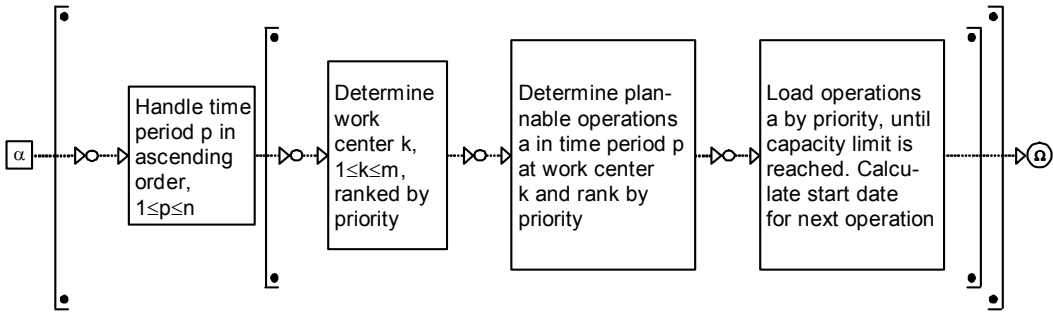 α
Handle time
period p in
ascending
order,
1≤p≤n
Determine
work
center k,
1≤k≤m,
ranked by
priority
Determine plan-
nable operations
a in time period p
at work center
k and rank by
priority
Load operations
a by priority, until
capacity limit is
reached. Calcu-
late start date
for next operation
Ω